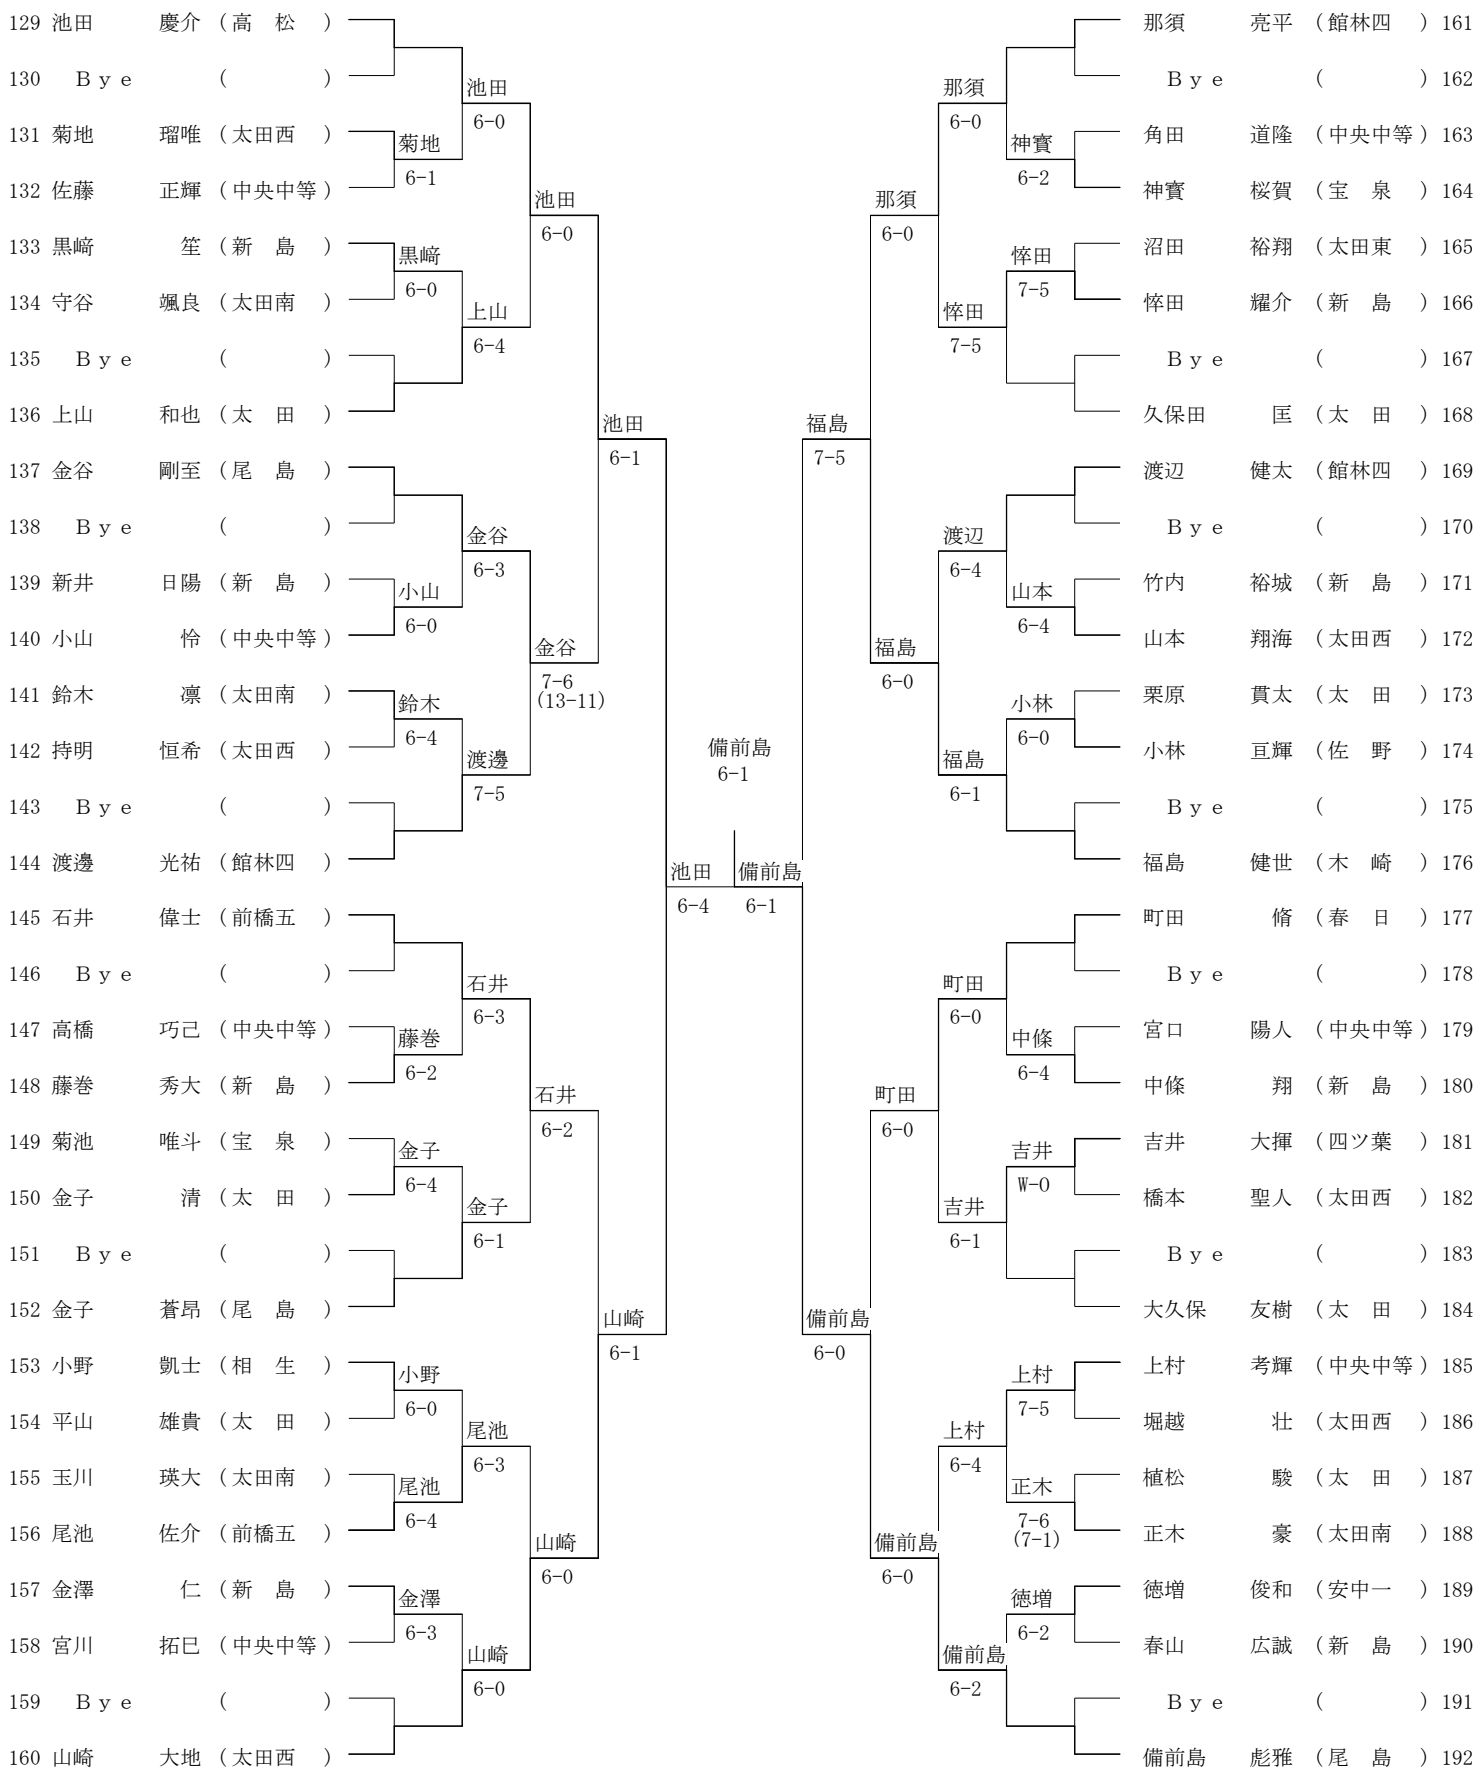 129 池田 慶介 (高 松)
130 Bye ( )
131 菊地 瑠唯 (太田西)
132 佐藤 正輝 (中央中等)
133 黒﨑 笙 (新 島)
134 守谷 颯良 (太田南)
135 Bye ( )
136 上山 和也 (太 田)
137 金谷 剛至 (尾 島)
138 Bye ( )
139 新井 日陽 (新 島)
140 小山 怜 (中央中等)
141 鈴木 凛 (太田南)
142 持明 恒希 (太田西)
143 Bye ( )
144 渡邊 光祐 (館林四)
145 石井 偉士 (前橋五)
146 Bye ( )
147 高橋 巧己 (中央中等)
148 藤巻 秀大 (新 島)
149 菊池 唯斗 (宝 泉)
150 金子 清 (太 田)
151 Bye ( )
152 金子 蒼昂 (尾 島)
153 小野 凱士 (相 生)
154 平山 雄貴 (太 田)
155 玉川 瑛大 (太田南)
156 尾池 佐介 (前橋五)
157 金澤 仁 (新 島)
158 宮川 拓巳 (中央中等)
159 Bye ( )
160 山崎 大地 (太田西)
菊地
6-1
黒﨑
6-0
小山
6-0
鈴木
6-4
藤巻
6-2
金子
6-4
小野
6-0
尾池
6-4
金澤
6-3
池田
6-0
上山
6-4
金谷
6-3
渡邊
7-5
石井
6-3
金子
6-1
尾池
6-3
山崎
6-0
池田
6-0
金谷
7-6
(13-11)
石井
6-2
山崎
6-0
池田
6-1
山崎
6-1
池田
6-4
備前島
6-1
備前島
6-1
福島
7-5
備前島
6-0
那須
6-0
福島
6-0
町田
6-0
備前島
6-0
那須
6-0
倅田
7-5
渡辺
6-4
福島
6-1
町田
6-0
吉井
6-1
上村
6-4
備前島
6-2
神寳
6-2
倅田
7-5
山本
6-4
小林
6-0
中條
6-4
吉井
W-O
上村
7-5
正木
7-6
(7-1)
徳増
6-2
那須 亮平 (館林四) 161
Bye ( ) 162
角田 道隆 (中央中等) 163
神寳 桜賀 (宝 泉) 164
沼田 裕翔 (太田東) 165
倅田 耀介 (新 島) 166
Bye ( ) 167
久保田 匡 (太 田) 168
渡辺 健太 (館林四) 169
Bye ( ) 170
竹内 裕城 (新 島) 171
山本 翔海 (太田西) 172
栗原 貫太 (太 田) 173
小林 亘輝 (佐 野) 174
Bye ( ) 175
福島 健世 (木 崎) 176
町田 脩 (春 日) 177
Bye ( ) 178
宮口 陽人 (中央中等) 179
中條 翔 (新 島) 180
吉井 大揮 (四ツ葉) 181
橋本 聖人 (太田西) 182
Bye ( ) 183
大久保 友樹 (太 田) 184
上村 考輝 (中央中等) 185
堀越 壮 (太田西) 186
植松 駿 (太 田) 187
正木 豪 (太田南) 188
徳増 俊和 (安中一) 189
春山 広誠 (新 島) 190
Bye ( ) 191
備前島 彪雅 (尾 島) 192